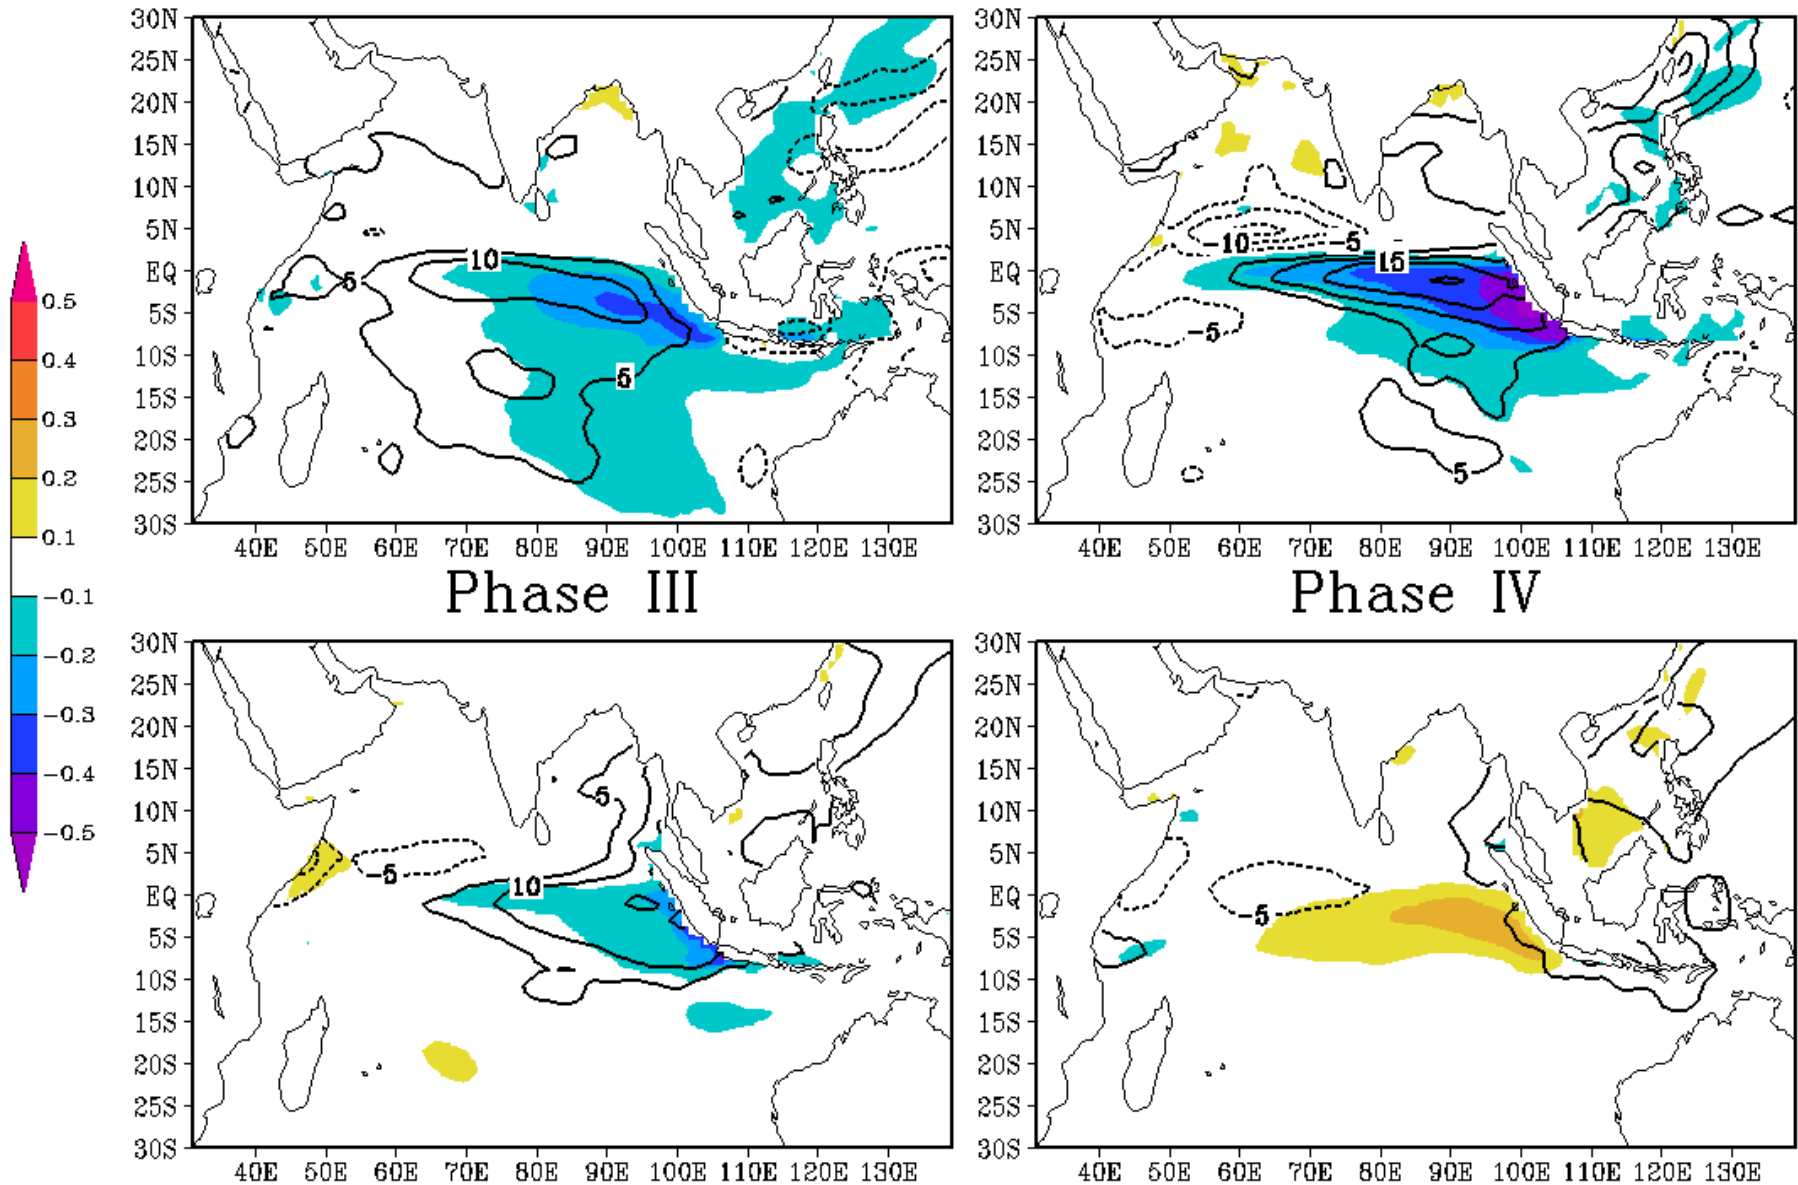 30N 30N
25N 25N
20N 20N
15N 15N
10N 10N
5N 5N
EQ 5 10 EQ -10 -5 15
5S 5S -5
10S 10S
15S 5 15S
20S 20S
25S 25S 5
30S 30S
40E 50E 60E 70E 80E 90E 100E 110E 120E 130E 40E 50E 60E 70E 80E 90E 100E 110E 120E 130E
0.5
0.4
0.3
0.2
0.1
-0.1
-0.2
-0.3
-0.4
-0.5
Phase III Phase IV
30N 30N
25N 25N
20N 20N
15N 15N
10N 5 10N
5N -5 5N
EQ 10 EQ -5
5S 5S
10S 10S
15S 15S
20S 20S
25S 25S
30S 30S
40E 50E 60E 70E 80E 90E 100E 110E 120E 130E 40E 50E 60E 70E 80E 90E 100E 110E 120E 130E